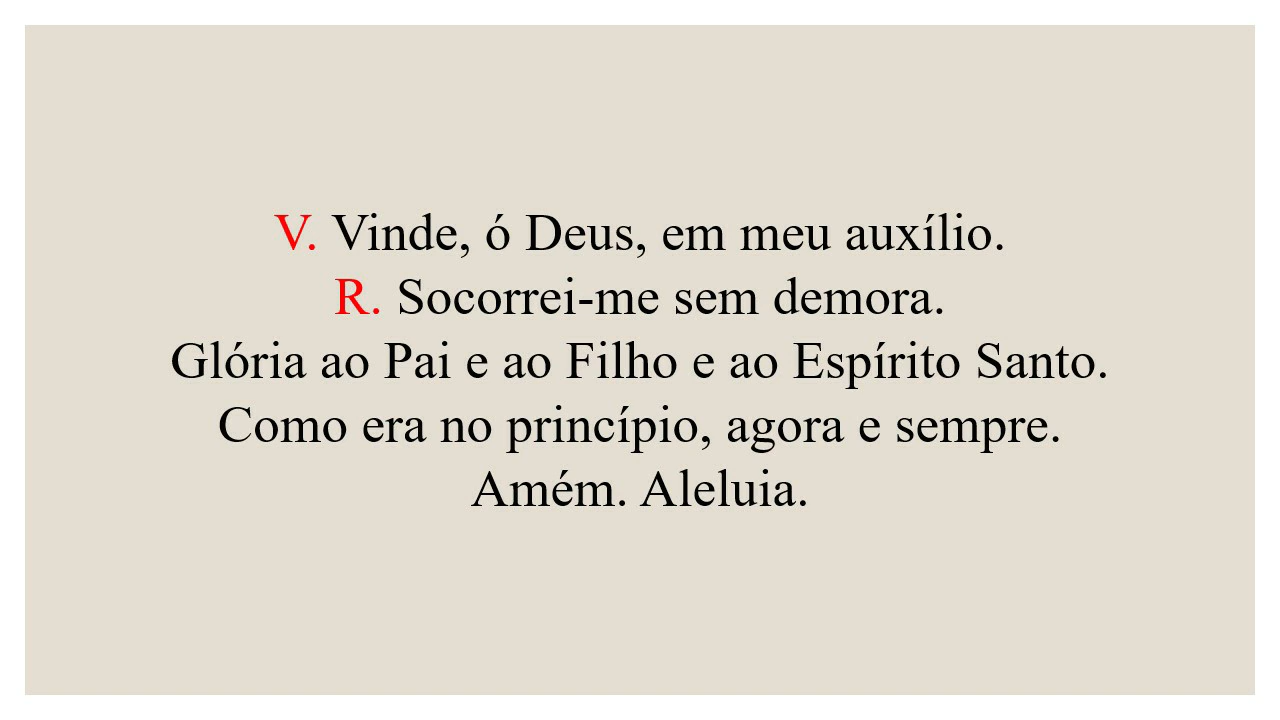 V. Vinde, ó Deus, em meu auxílio.
R. Socorrei-me sem demora.
Glória ao Pai e ao Filho e ao Espírito Santo.
Como era no princípio, agora e sempre.
Amém. Aleluia.